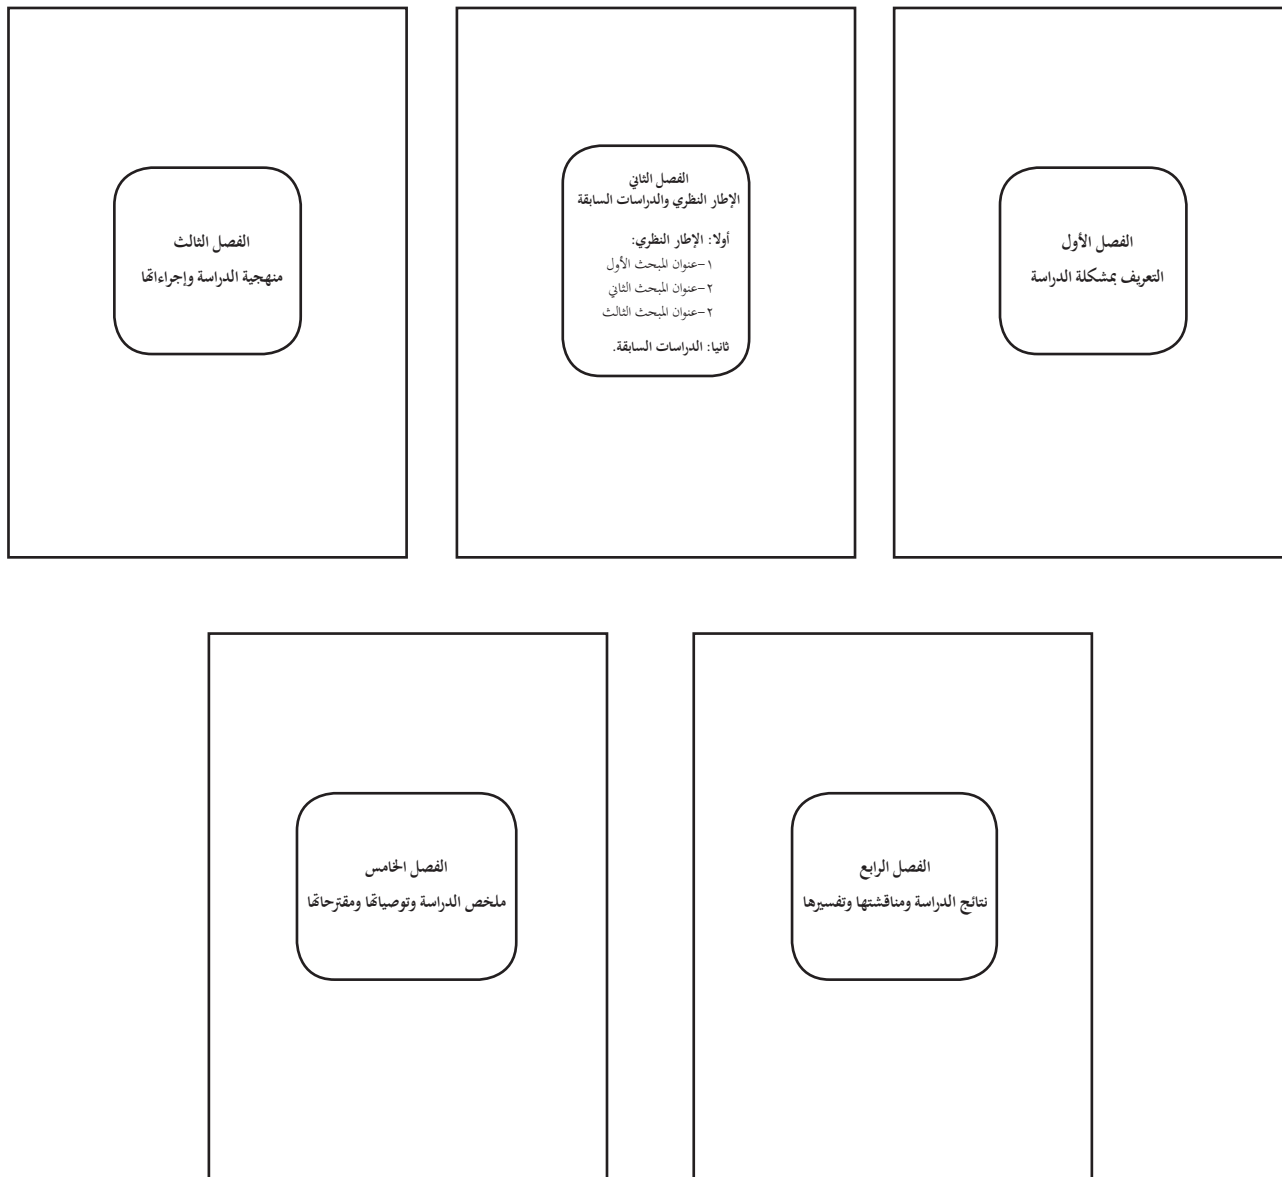 الفصل الأول
التعريف بمشكلة الدراسة
الفصل الثاني
الإطار النظري والدراسات السابقة
أولا: الإطار النظري:
١-عنوان المبحث الأول
٢-عنوان المبحث الثاني
٢-عنوان المبحث الثالث
ثانيا: الدراسات السابقة.
الفصل الثالث
منهجية الدراسة وإجراءاتها
الفصل الرابع
نتائج الدراسة ومناقشتها وتفسيرها
الفصل الخامس
ملخص الدراسة وتوصياتها ومقترحاتها